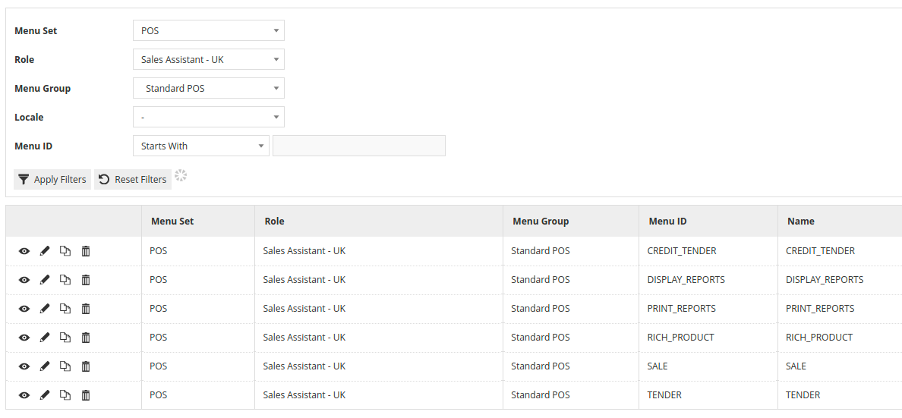 Menu Set POS
Role Sales Assistant - UK
Menu Group Standard POS
Locale -
Menu ID Starts With
Apply Filters Reset Filters
Menu Set Role Menu Group Menu ID Name
POS Sales Assistant - UK Standard POS CREDIT_TENDER CREDIT_TENDER
POS Sales Assistant - UK Standard POS DISPLAY_REPORTS DISPLAY_REPORTS
POS Sales Assistant - UK Standard POS PRINT_REPORTS PRINT_REPORTS
POS Sales Assistant - UK Standard POS RICH_PRODUCT RICH_PRODUCT
POS Sales Assistant - UK Standard POS SALE SALE
POS Sales Assistant - UK Standard POS TENDER TENDER